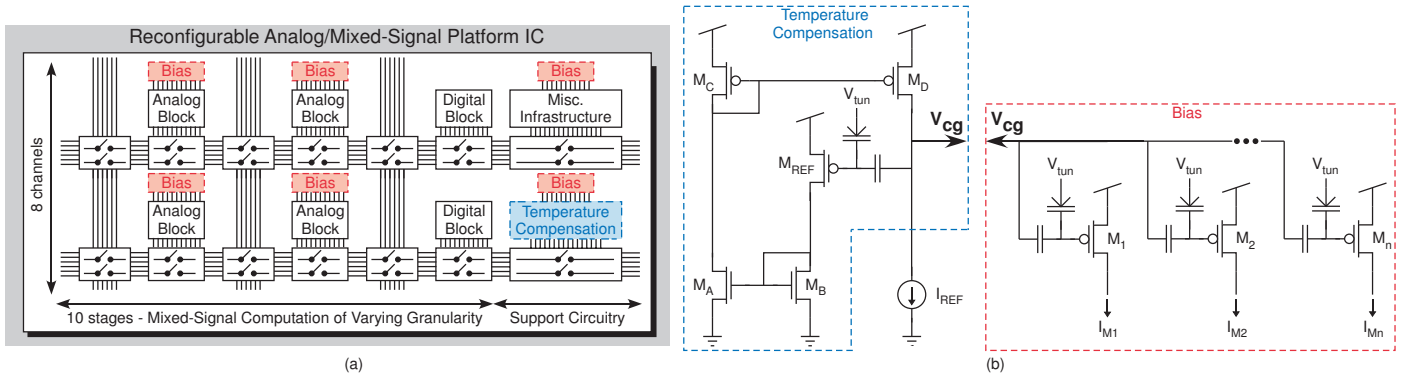 Reconfigurable Analog/Mixed-Signal Platform IC
8 channels
Bias
Bias
Bias
Analog
Block
Analog
Block
Digital
Block
Misc.
Infrastructure
Bias
Bias
Bias
Analog
Block
Analog
Block
Digital
Block
Temperature
Compensation
10 stages - Mixed-Signal Computation of Varying Granularity
Support Circuitry
(a)
Temperature
Compensation
MC
MD
Vtun
Vcg
MREF
MA
MB
IREF
Bias
Vcg
Vtun
Vtun
Vtun
M1
M2
Mn
IM1
IM2
IMn
(b)